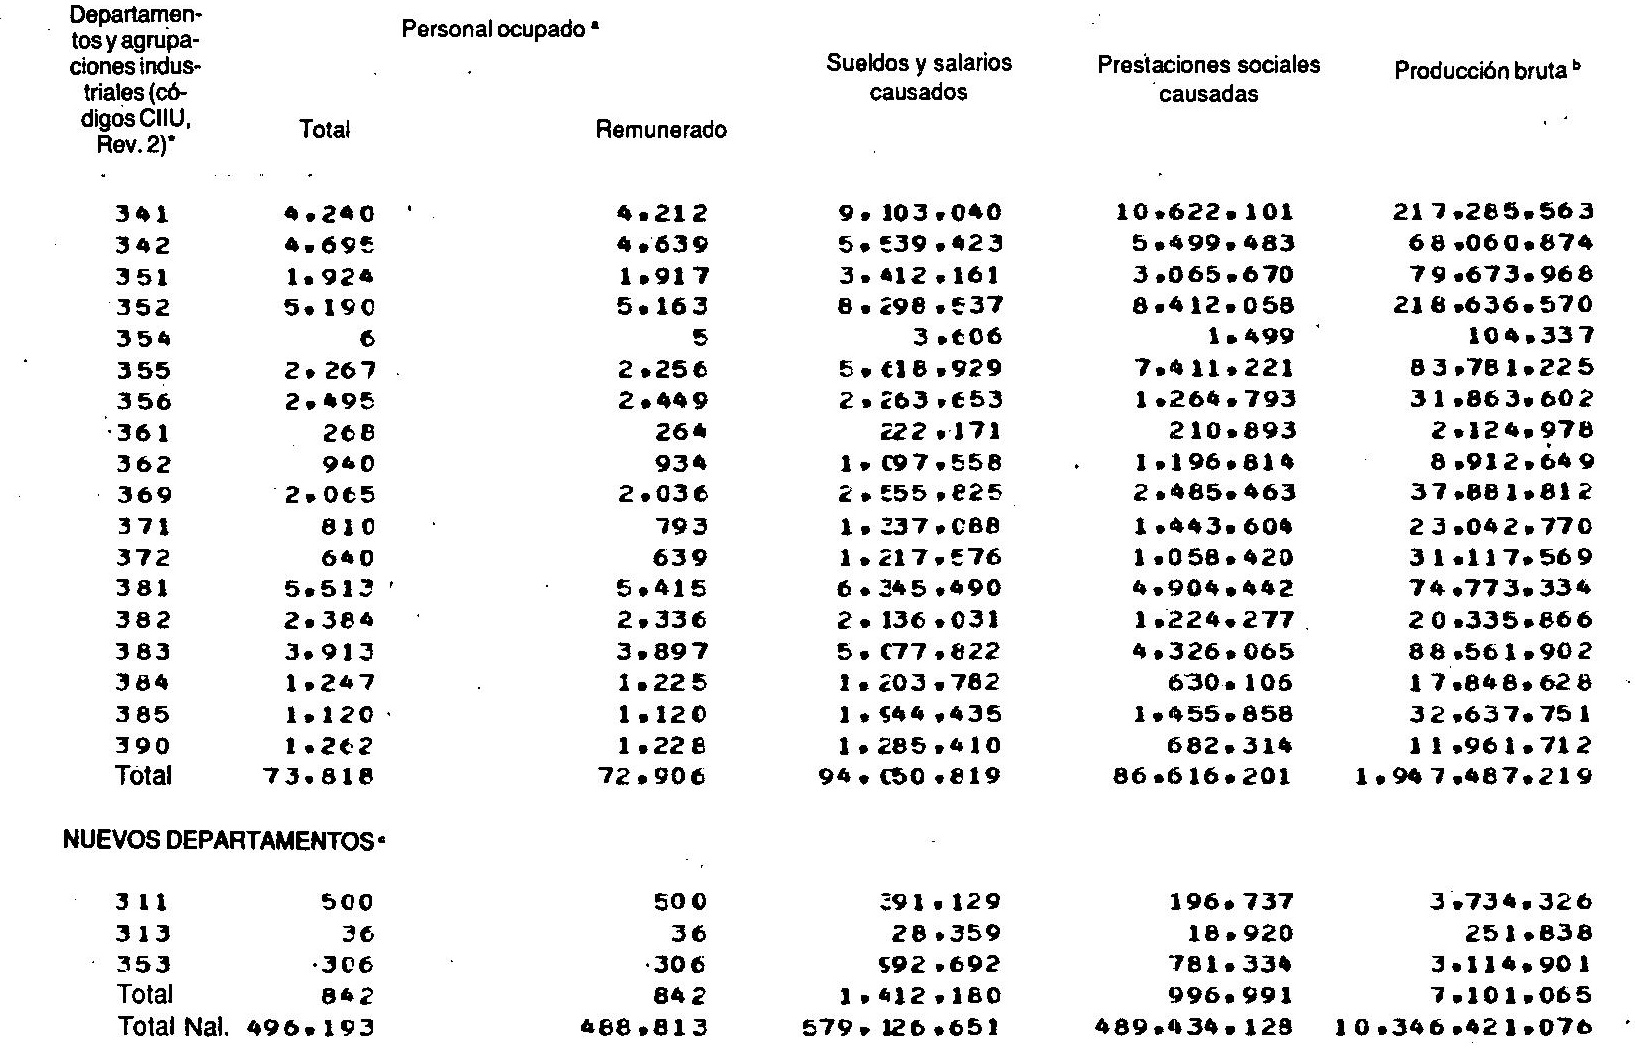 Departamen-
tos y agrupa-
ciones indus-
triales (có-
digos CIIU,
Rev. 2)*
Personal ocupado ª
Total Remunerado
Sueldos y salarios
causados
Prestaciones sociales
causadas
Producción bruta ᵇ
341 4.240 4.212 9.103.040 10.622.101 217.285.563
342 4.695 4.639 5.539.423 5.499.483 68.060.874
351 1.924 1.917 3.412.161 3.065.670 79.673.968
352 5.190 5.163 8.298.537 8.412.058 218.636.570
354 6 5 3.606 1.499 104.337
355 2.267 2.256 5.618.929 7.411.221 83.781.225
356 2.495 2.449 2.263.653 1.264.793 31.863.602
361 268 264 222.171 210.893 2.124.978
362 940 934 1.097.558 1.196.814 8.912.649
369 2.065 2.036 2.555.825 2.485.463 37.881.812
371 810 793 1.337.088 1.443.604 23.042.770
372 640 639 1.217.576 1.058.420 31.117.569
381 5.513 5.415 6.345.490 4.904.442 74.773.334
382 2.384 2.336 2.136.031 1.224.277 20.335.866
383 3.913 3.897 5.077.822 4.326.065 88.561.902
384 1.247 1.225 1.203.782 630.106 17.848.628
385 1.120 1.120 1.944.435 1.455.858 32.637.751
390 1.262 1.228 1.285.410 682.314 11.961.712
Total 73.818 72.906 94.050.819 86.616.201 1.947.487.219
NUEVOS DEPARTAMENTOS ᶜ
311 500 500 391.129 196.737 3.734.326
313 36 36 28.359 18.920 251.838
353 306 306 992.692 781.334 3.114.901
Total 842 842 1.412.180 996.991 7.101.065
Total Nal. 496.193 488.813 579.126.651 489.434.128 10.346.421.076